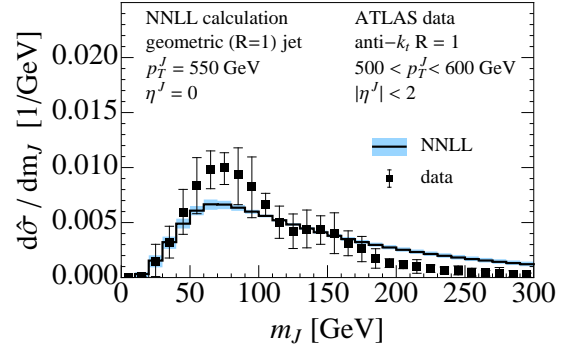 NNLL calculation
geometric (R=1) jet
p_T^J = 550 GeV
η^J = 0
ATLAS data
anti-k_t R = 1
500 < p_T^J < 600 GeV
|η^J| < 2
NNLL
data
dσ̂ / dm_J [1/GeV]
0.020
0.015
0.010
0.005
0.000
0 50 100 150 200 250 300
m_J [GeV]